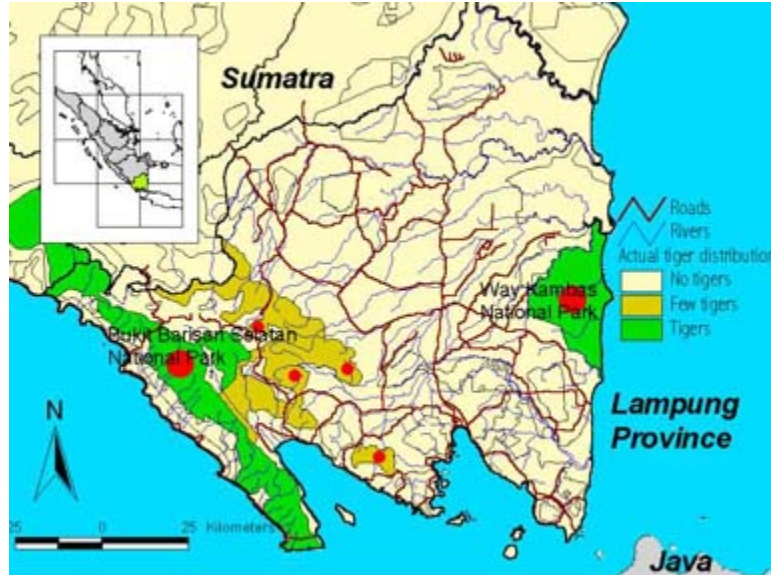 Sumatra
Roads
Rivers
Actual tiger distribution
No tigers
Few tigers
Tigers
Way Kambas
National Park
Bukit Barisan Selatan
National Park
Lampung
Province
N
25 0 25 Kilometers
Java